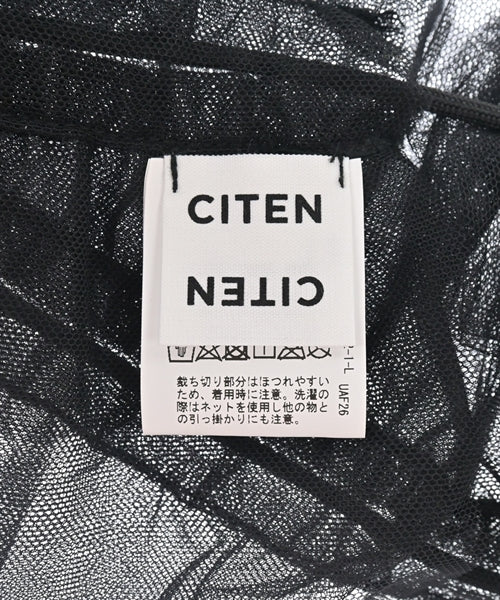 CITEN
CITEN
裁ち切り部分はほつれやすい
ため、着用時に注意。洗濯の
際はネットを使用し他の物と
の引っ掛かりにも注意。
UAF26